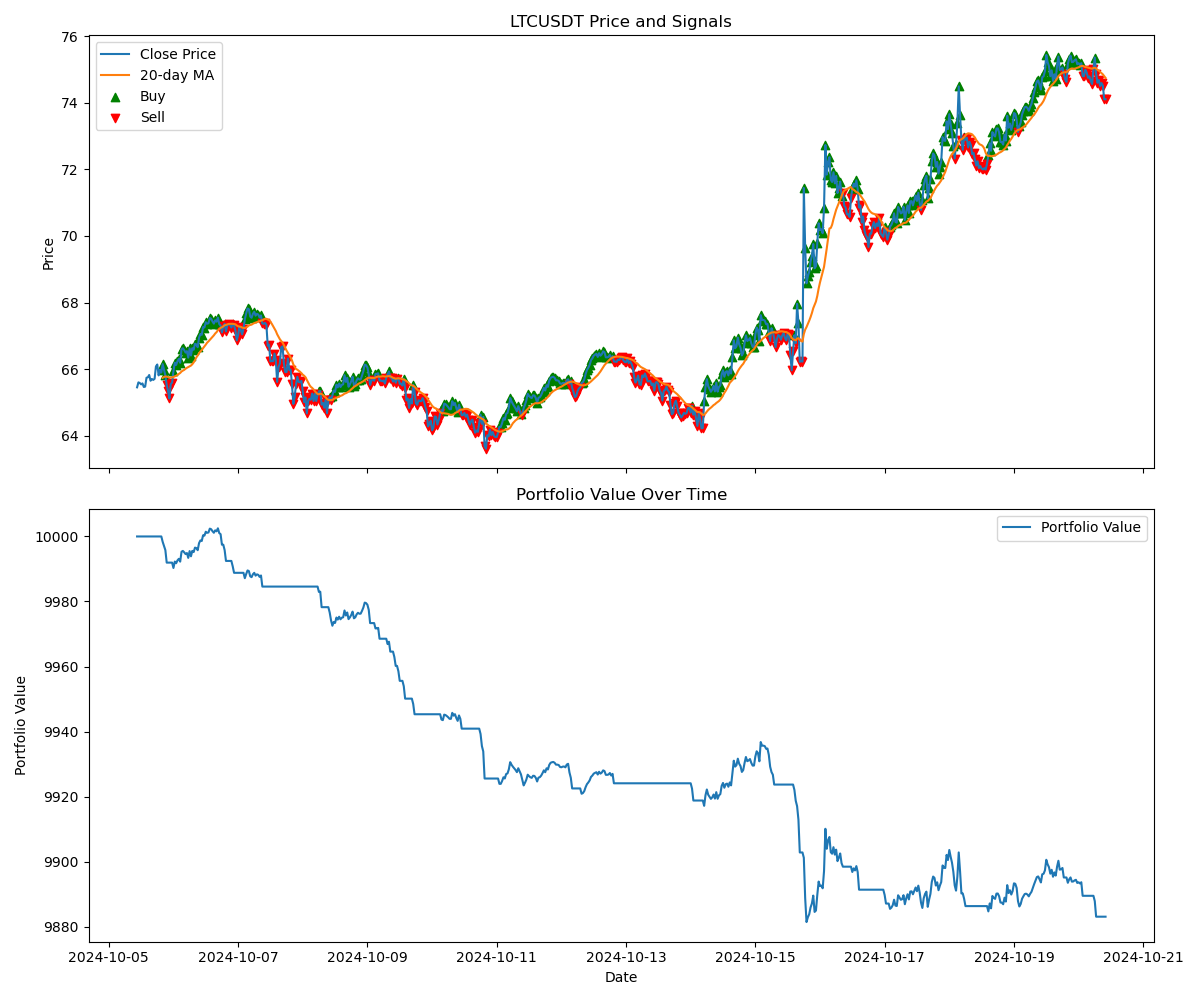 LTCUSDT Price and Signals
Close Price
20-day MA
Buy
Sell
Price
76
74
72
70
68
66
64
Portfolio Value Over Time
Portfolio Value
Portfolio Value
10000
9980
9960
9940
9920
9900
9880
2024-10-05 2024-10-07 2024-10-09 2024-10-11 2024-10-13 2024-10-15 2024-10-17 2024-10-19 2024-10-21
Date